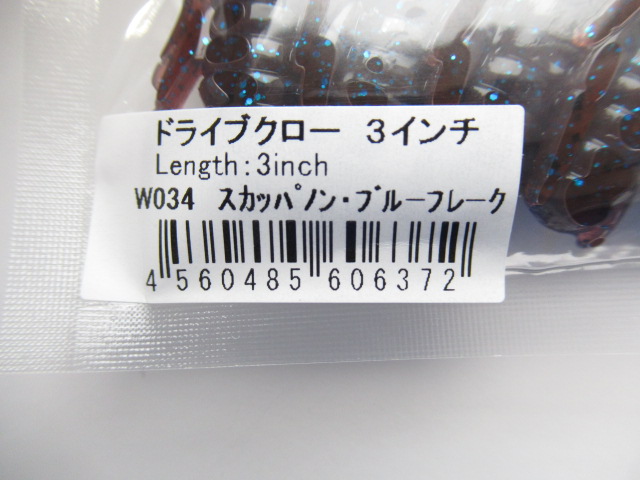 ドライブクロー 3インチ
Length:3inch
W034 スカッパノン・ブルーフレーク
4 560485 606372